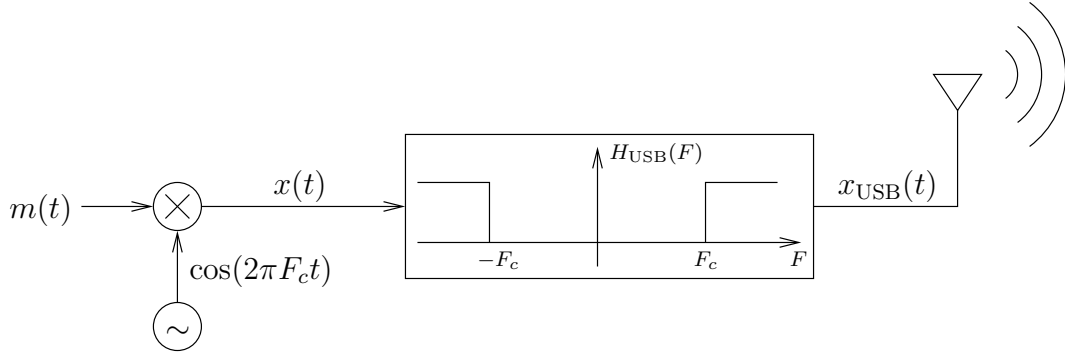 H_USB(F)
m(t)
x(t)
x_USB(t)
−F_c
F_c
F
cos(2πF_ct)
∼